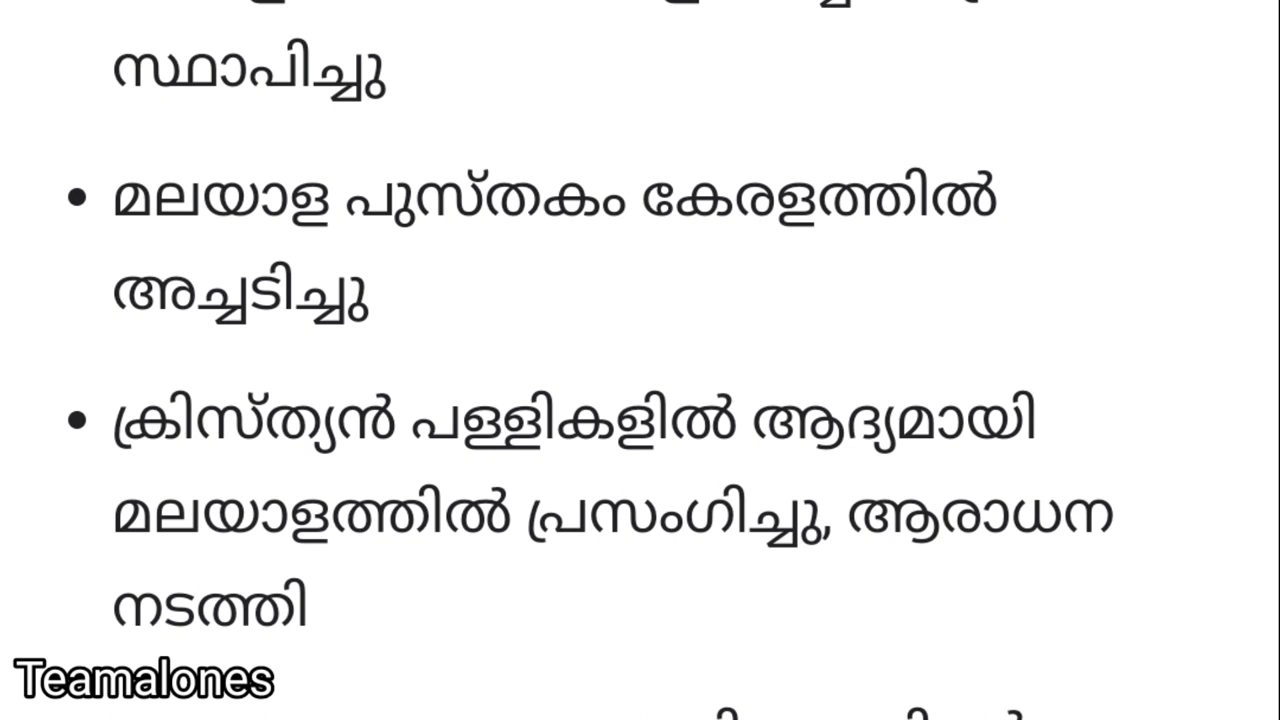 സ്ഥാപിച്ചു
• മലയാള പുസ്തകം കേരളത്തിൽ
അച്ചടിച്ചു
• ക്രിസ്ത്യൻ പള്ളികളിൽ ആദ്യമായി
മലയാളത്തിൽ പ്രസംഗിച്ചു, ആരാധന
നടത്തി
Teamalones